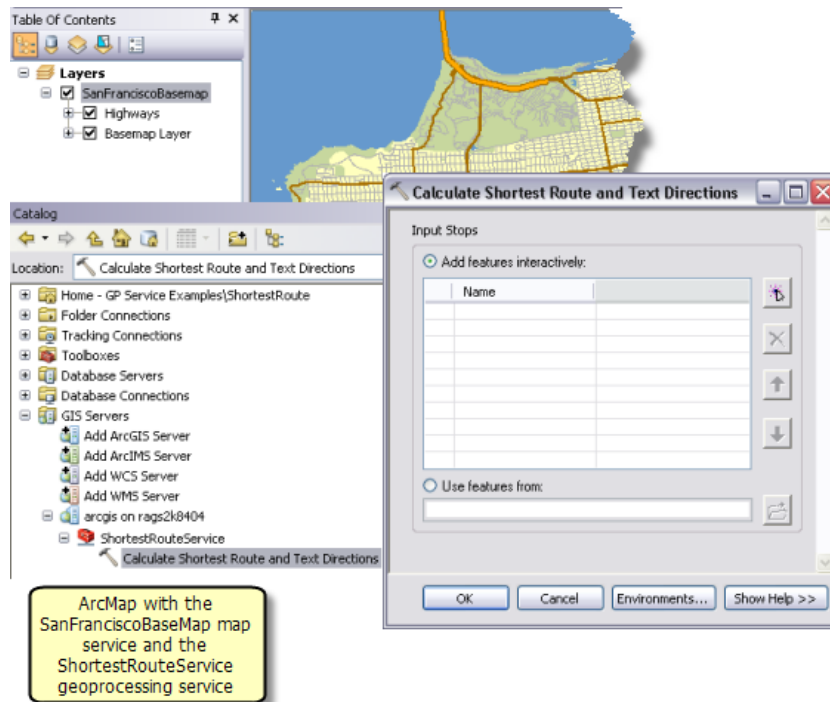 Table Of Contents
Layers
SanFranciscoBasemap
Highways
Basemap Layer
Catalog
Location: Calculate Shortest Route and Text Directions
Home - GP Service Examples\ShortestRoute
Folder Connections
Tracking Connections
Toolboxes
Database Servers
Database Connections
GIS Servers
Add ArcGIS Server
Add ArcIMS Server
Add WCS Server
Add WMS Server
arcgis on rags2k8404
ShortestRouteService
Calculate Shortest Route and Text Directions
Calculate Shortest Route and Text Directions
Input Stops
Add features interactively:
Name
Use features from:
OK Cancel Environments... Show Help >>
ArcMap with the
SanFranciscoBaseMap map
service and the
ShortestRouteService
geoprocessing service